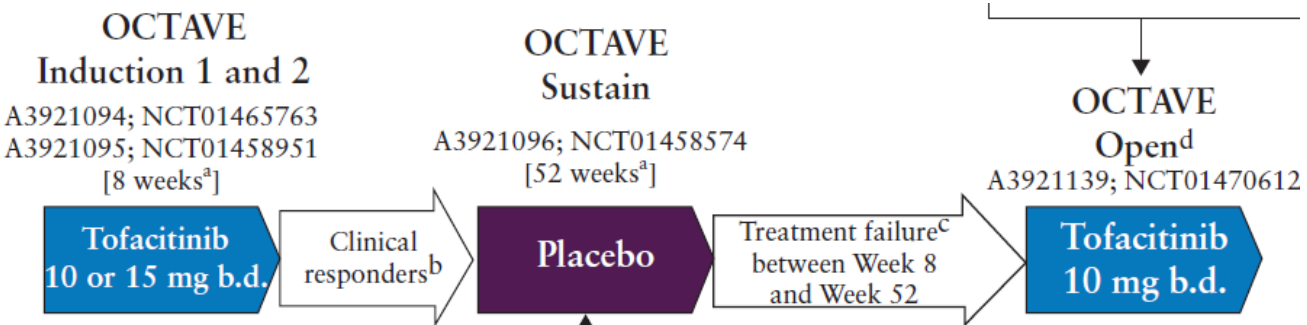 OCTAVE
Induction 1 and 2
A3921094; NCT01465763
A3921095; NCT01458951
[8 weeksᵃ]
Tofacitinib
10 or 15 mg b.d.
Clinical
respondersᵇ
OCTAVE
Sustain
A3921096; NCT01458574
[52 weeksᵃ]
Placebo
Treatment failureᶜ
between Week 8
and Week 52
OCTAVE
Openᵈ
A3921139; NCT01470612
Tofacitinib
10 mg b.d.